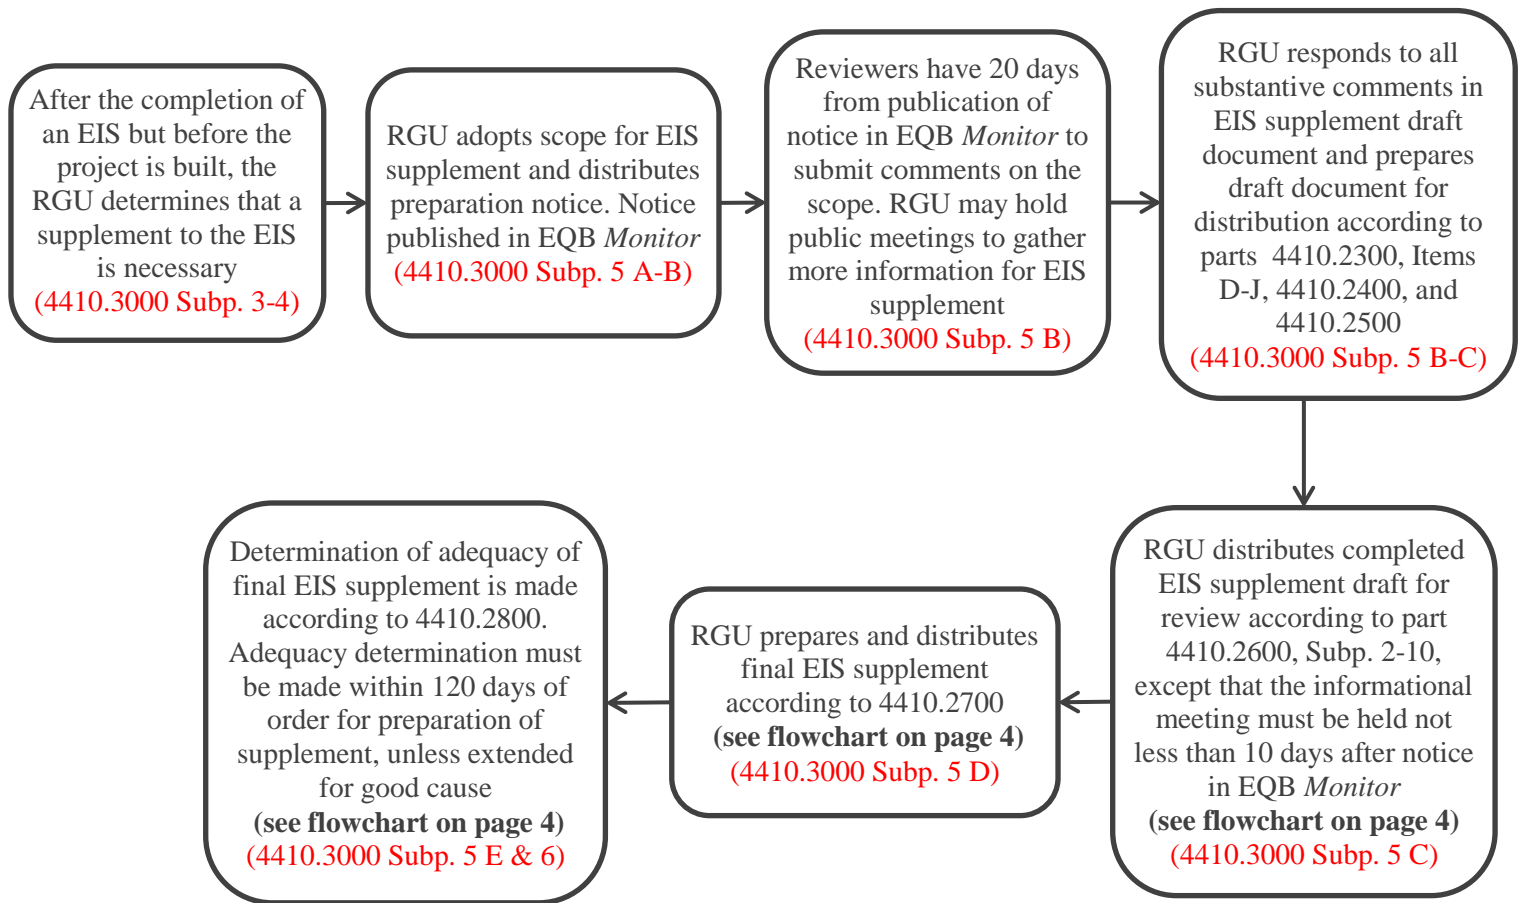 After the completion of
an EIS but before the
project is built, the
RGU determines that a
supplement to the EIS
is necessary
(4410.3000 Subp. 3-4)
RGU adopts scope for EIS
supplement and distributes
preparation notice. Notice
published in EQB Monitor
(4410.3000 Subp. 5 A-B)
Reviewers have 20 days
from publication of
notice in EQB Monitor to
submit comments on the
scope. RGU may hold
public meetings to gather
more information for EIS
supplement
(4410.3000 Subp. 5 B)
RGU responds to all
substantive comments in
EIS supplement draft
document and prepares
draft document for
distribution according to
parts 4410.2300, Items
D-J, 4410.2400, and
4410.2500
(4410.3000 Subp. 5 B-C)
RGU distributes completed
EIS supplement draft for
review according to part
4410.2600, Subp. 2-10,
except that the informational
meeting must be held not
less than 10 days after notice
in EQB Monitor
(see flowchart on page 4)
(4410.3000 Subp. 5 C)
RGU prepares and distributes
final EIS supplement
according to 4410.2700
(see flowchart on page 4)
(4410.3000 Subp. 5 D)
Determination of adequacy of
final EIS supplement is made
according to 4410.2800.
Adequacy determination must
be made within 120 days of
order for preparation of
supplement, unless extended
for good cause
(see flowchart on page 4)
(4410.3000 Subp. 5 E & 6)